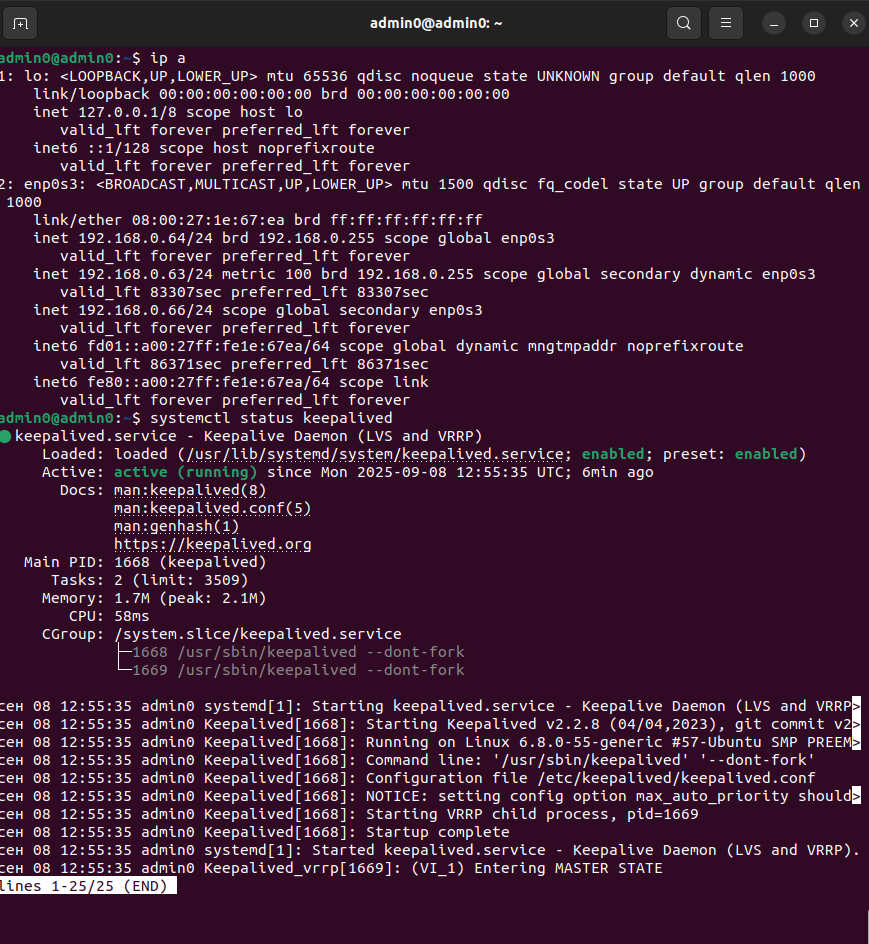 admin0@admin0: ~
admin0@admin0:~$ ip a
1: lo: <LOOPBACK,UP,LOWER_UP> mtu 65536 qdisc noqueue state UNKNOWN group default qlen 1000
    link/loopback 00:00:00:00:00:00 brd 00:00:00:00:00:00
    inet 127.0.0.1/8 scope host lo
       valid_lft forever preferred_lft forever
    inet6 ::1/128 scope host noprefixroute
       valid_lft forever preferred_lft forever
2: enp0s3: <BROADCAST,MULTICAST,UP,LOWER_UP> mtu 1500 qdisc fq_codel state UP group default qlen
 1000
    link/ether 08:00:27:1e:67:ea brd ff:ff:ff:ff:ff:ff
    inet 192.168.0.64/24 brd 192.168.0.255 scope global enp0s3
       valid_lft forever preferred_lft forever
    inet 192.168.0.63/24 metric 100 brd 192.168.0.255 scope global secondary dynamic enp0s3
       valid_lft 83307sec preferred_lft 83307sec
    inet 192.168.0.66/24 scope global secondary enp0s3
       valid_lft forever preferred_lft forever
    inet6 fd01::a00:27ff:fe1e:67ea/64 scope global dynamic mngtmpaddr noprefixroute
       valid_lft 86371sec preferred_lft 86371sec
    inet6 fe80::a00:27ff:fe1e:67ea/64 scope link
       valid_lft forever preferred_lft forever
admin0@admin0:~$ systemctl status keepalived
● keepalived.service - Keepalive Daemon (LVS and VRRP)
     Loaded: loaded (/usr/lib/systemd/system/keepalived.service; enabled; preset: enabled)
     Active: active (running) since Mon 2025-09-08 12:55:35 UTC; 6min ago
       Docs: man:keepalived(8)
             man:keepalived.conf(5)
             man:genhash(1)
             https://keepalived.org
   Main PID: 1668 (keepalived)
      Tasks: 2 (limit: 3509)
     Memory: 1.7M (peak: 2.1M)
        CPU: 58ms
     CGroup: /system.slice/keepalived.service
             ├─1668 /usr/sbin/keepalived --dont-fork
             └─1669 /usr/sbin/keepalived --dont-fork
сен 08 12:55:35 admin0 systemd[1]: Starting keepalived.service - Keepalive Daemon (LVS and VRRP>
сен 08 12:55:35 admin0 Keepalived[1668]: Starting Keepalived v2.2.8 (04/04,2023), git commit v2>
сен 08 12:55:35 admin0 Keepalived[1668]: Running on Linux 6.8.0-55-generic #57-Ubuntu SMP PREEM>
сен 08 12:55:35 admin0 Keepalived[1668]: Command line: '/usr/sbin/keepalived' '--dont-fork'
сен 08 12:55:35 admin0 Keepalived[1668]: Configuration file /etc/keepalived/keepalived.conf
сен 08 12:55:35 admin0 Keepalived[1668]: NOTICE: setting config option max_auto_priority should>
сен 08 12:55:35 admin0 Keepalived[1668]: Starting VRRP child process, pid=1669
сен 08 12:55:35 admin0 Keepalived[1668]: Startup complete
сен 08 12:55:35 admin0 systemd[1]: Started keepalived.service - Keepalive Daemon (LVS and VRRP).
сен 08 12:55:35 admin0 Keepalived_vrrp[1669]: (VI_1) Entering MASTER STATE
lines 1-25/25 (END)